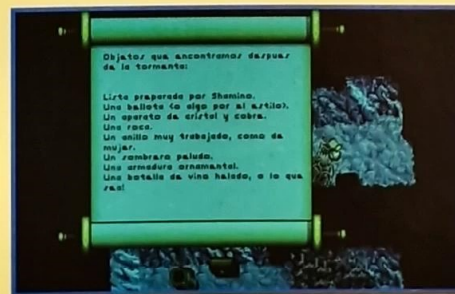 Objetos que encontramos despues
de la tormenta:
Lista preparada por Shamino.
Una bellota (o algo por el estilo).
Un aparato de cristal y cobre.
Una roca.
Un anillo muy trabajado, como de
mujer.
Un sombrero peludo.
Una armadura ornamental.
Una botella de vino helado, o lo que
sea!